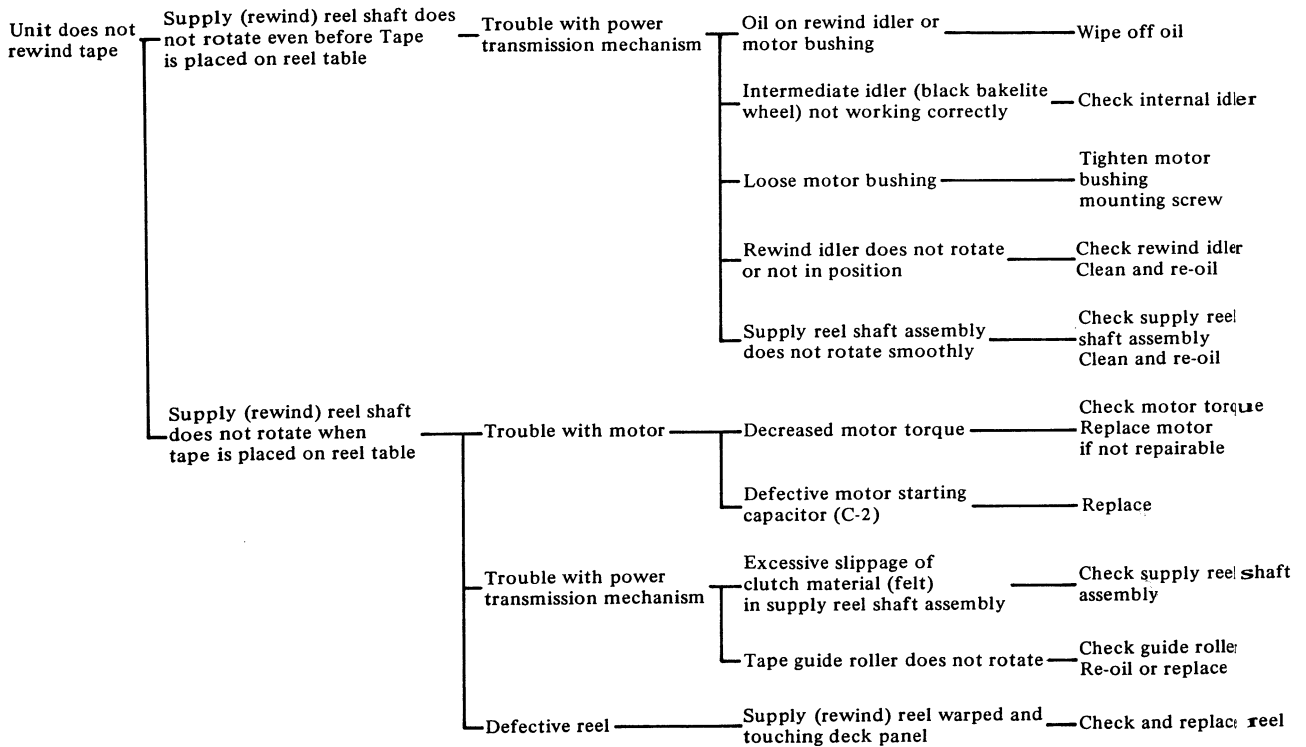 Unit does not
rewind tape
Supply (rewind) reel shaft does
not rotate even before Tape
is placed on reel table
Trouble with power
transmission mechanism
Oil on rewind idler or
motor bushing
Wipe off oil
Intermediate idler (black bakelite
wheel) not working correctly
Check internal idler
Loose motor bushing
Tighten motor
bushing
mounting screw
Rewind idler does not rotate
or not in position
Check rewind idler
Clean and re-oil
Supply reel shaft assembly
does not rotate smoothly
Check supply reel
shaft assembly
Clean and re-oil
Supply (rewind) reel shaft
does not rotate when
tape is placed on reel table
Trouble with motor
Decreased motor torque
Check motor torque
Replace motor
if not repairable
Defective motor starting
capacitor (C-2)
Replace
Trouble with power
transmission mechanism
Excessive slippage of
clutch material (felt)
in supply reel shaft assembly
Check supply reel shaft
assembly
Tape guide roller does not rotate
Check guide roller
Re-oil or replace
Defective reel
Supply (rewind) reel warped and
touching deck panel
Check and replace reel